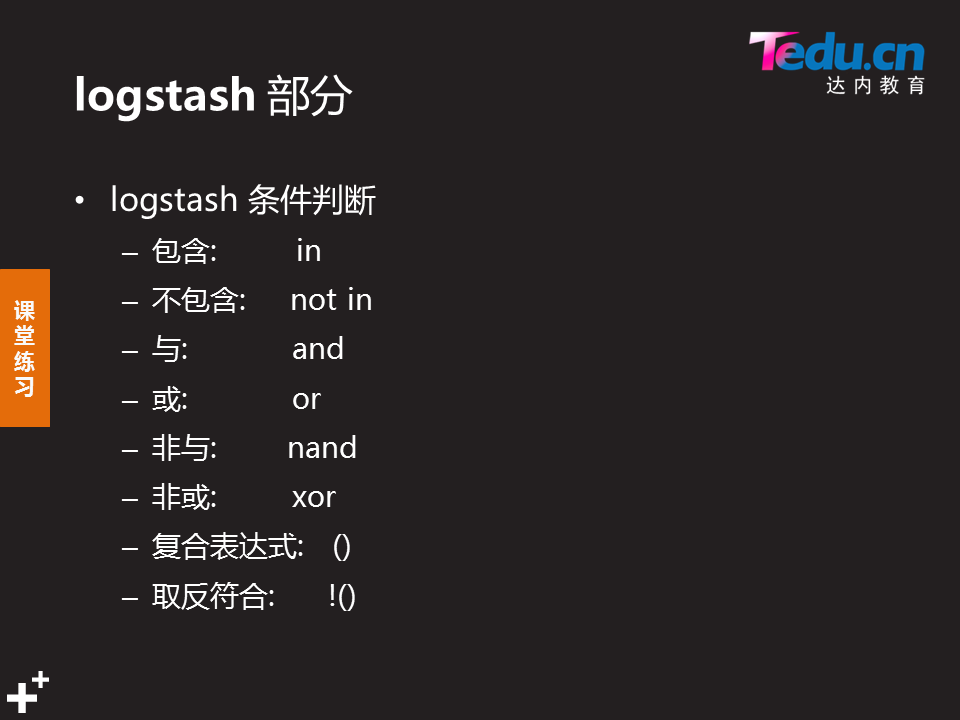 Tedu.cn
达内教育
logstash 部分
• logstash 条件判断
– 包含: in
– 不包含: not in
– 与: and
– 或: or
– 非与: nand
– 非或: xor
– 复合表达式: ()
– 取反符合: !()
课堂练习